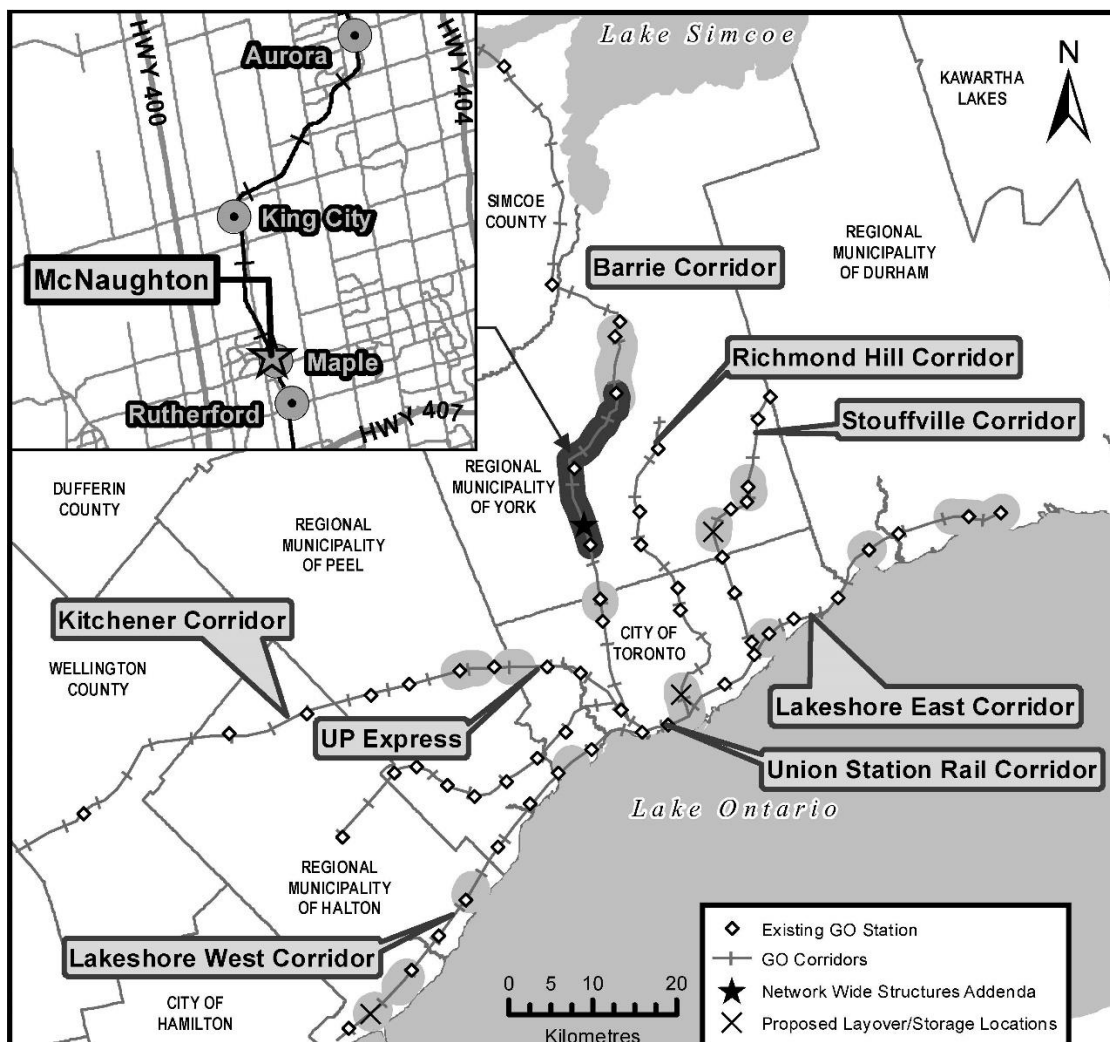 Lake Simcoe
N
KAWARTHA
LAKES
Aurora
HWY 400
HWY 404
King City
McNaughton
Maple
Rutherford
HWY 407
SIMCOE
COUNTY
REGIONAL
MUNICIPALITY
OF DURHAM
Barrie Corridor
Richmond Hill Corridor
Stouffville Corridor
DUFFERIN
COUNTY
REGIONAL
MUNICIPALITY
OF YORK
REGIONAL
MUNICIPALITY
OF PEEL
Kitchener Corridor
CITY OF
TORONTO
WELLINGTON
COUNTY
UP Express
Lakeshore East Corridor
Union Station Rail Corridor
Lake Ontario
REGIONAL
MUNICIPALITY
OF HALTON
Lakeshore West Corridor
CITY OF
HAMILTON
0 5 10 20
Kilometres
Existing GO Station
GO Corridors
Network Wide Structures Addenda
Proposed Layover/Storage Locations